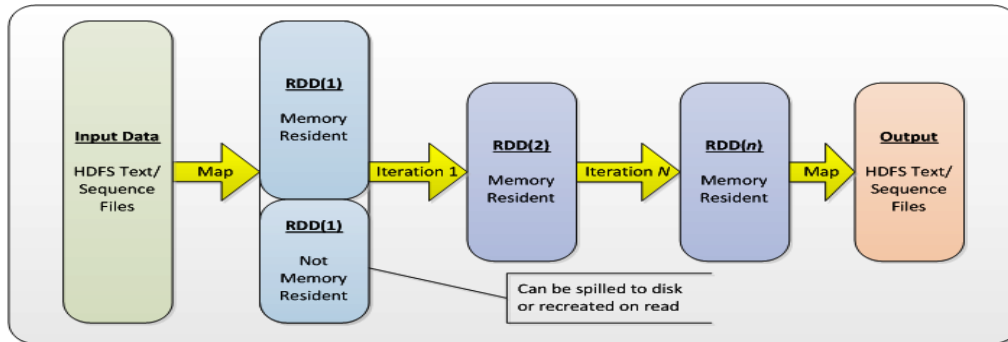 Input Data
HDFS Text/
Sequence
Files
Map
RDD(1)
Memory
Resident
RDD(1)
Not
Memory
Resident
Iteration 1
RDD(2)
Memory
Resident
Iteration N
RDD(n)
Memory
Resident
Map
Output
HDFS Text/
Sequence
Files
Can be spilled to disk
or recreated on read